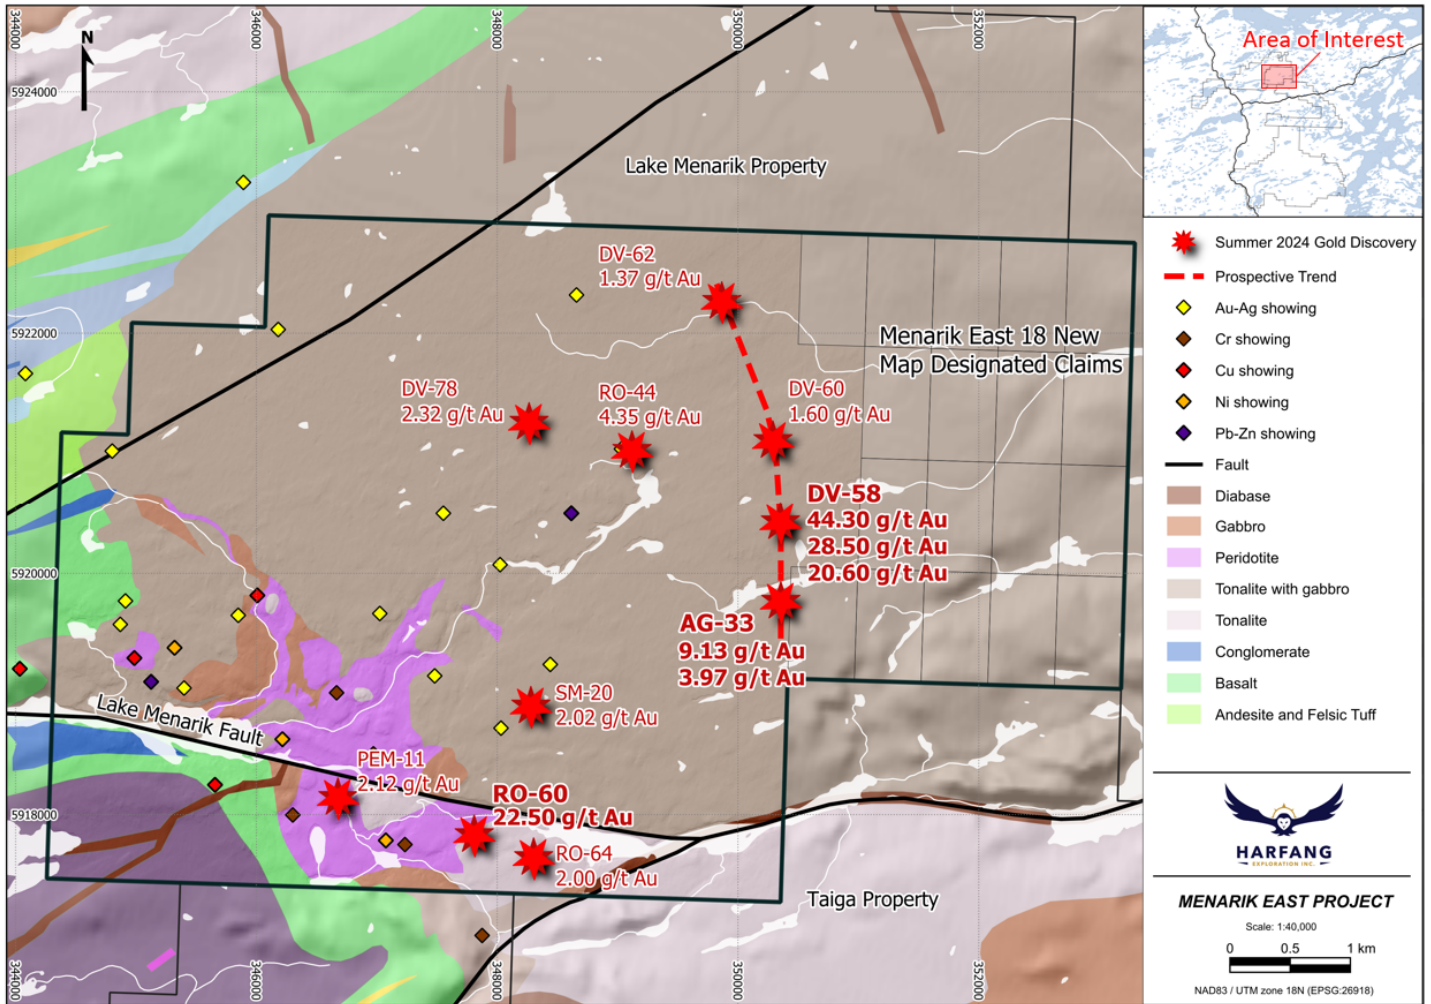 344000
346000
348000
350000
352000
N
5924000
5922000
5920000
5918000
Lake Menarik Property
DV-62
1.37 g/t Au
Menarik East 18 New
Map Designated Claims
DV-78
2.32 g/t Au
RO-44
4.35 g/t Au
DV-60
1.60 g/t Au
DV-58
44.30 g/t Au
28.50 g/t Au
20.60 g/t Au
AG-33
9.13 g/t Au
3.97 g/t Au
SM-20
2.02 g/t Au
Lake Menarik Fault
PEM-11
2.12 g/t Au
RO-60
22.50 g/t Au
RO-64
2.00 g/t Au
Taiga Property
344000
346000
348000
350000
352000
Area of Interest
Summer 2024 Gold Discovery
Prospective Trend
Au-Ag showing
Cr showing
Cu showing
Ni showing
Pb-Zn showing
Fault
Diabase
Gabbro
Peridotite
Tonalite with gabbro
Tonalite
Conglomerate
Basalt
Andesite and Felsic Tuff
HARFANG
EXPLORATION INC.
MENARIK EAST PROJECT
Scale: 1:40,000
0 0.5 1 km
NAD83 / UTM zone 18N (EPSG:26918)